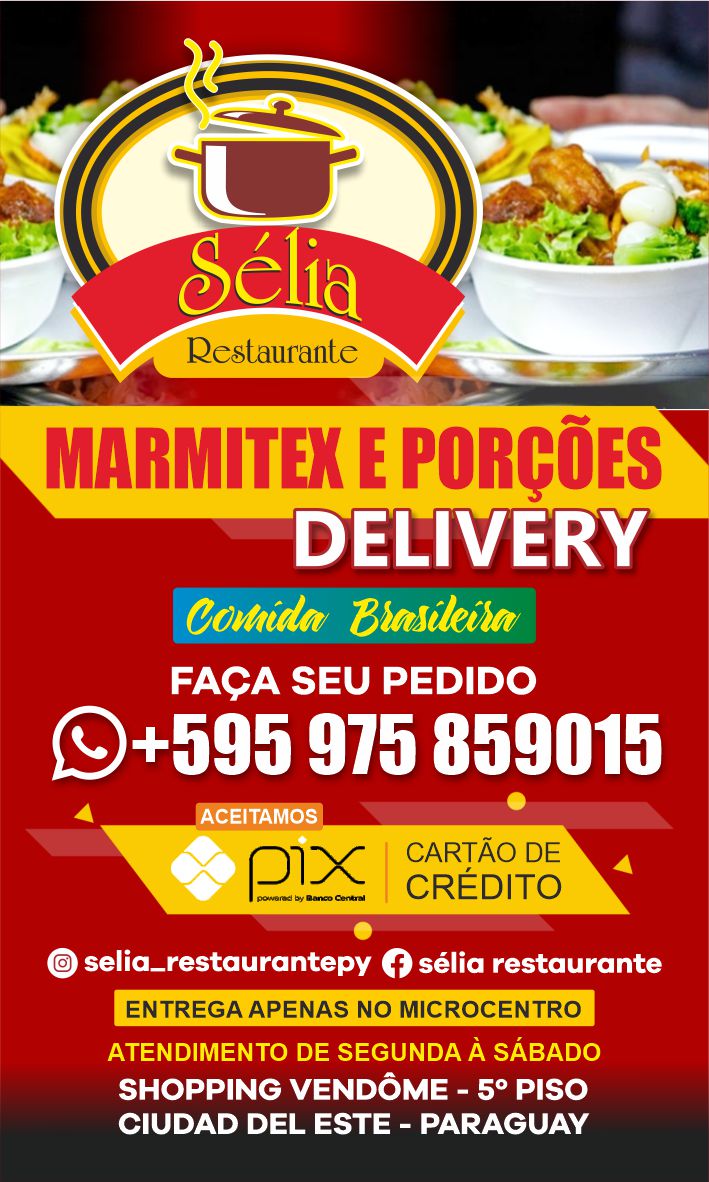 Sélia
Restaurante
MARMITEX E PORÇÕES
DELIVERY
Comida Brasileira
FAÇA SEU PEDIDO
+595 975 859015
ACEITAMOS
pix
powered by Banco Central
CARTÃO DE
CRÉDITO
selia_restaurantepy sélia restaurante
ENTREGA APENAS NO MICROCENTRO
ATENDIMENTO DE SEGUNDA À SÁBADO
SHOPPING VENDÔME - 5º PISO
CIUDAD DEL ESTE - PARAGUAY